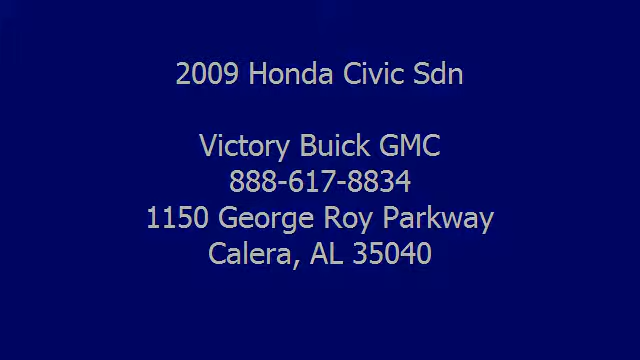 2009 Honda Civic Sdn
Victory Buick GMC
888-617-8834
1150 George Roy Parkway
Calera, AL 35040